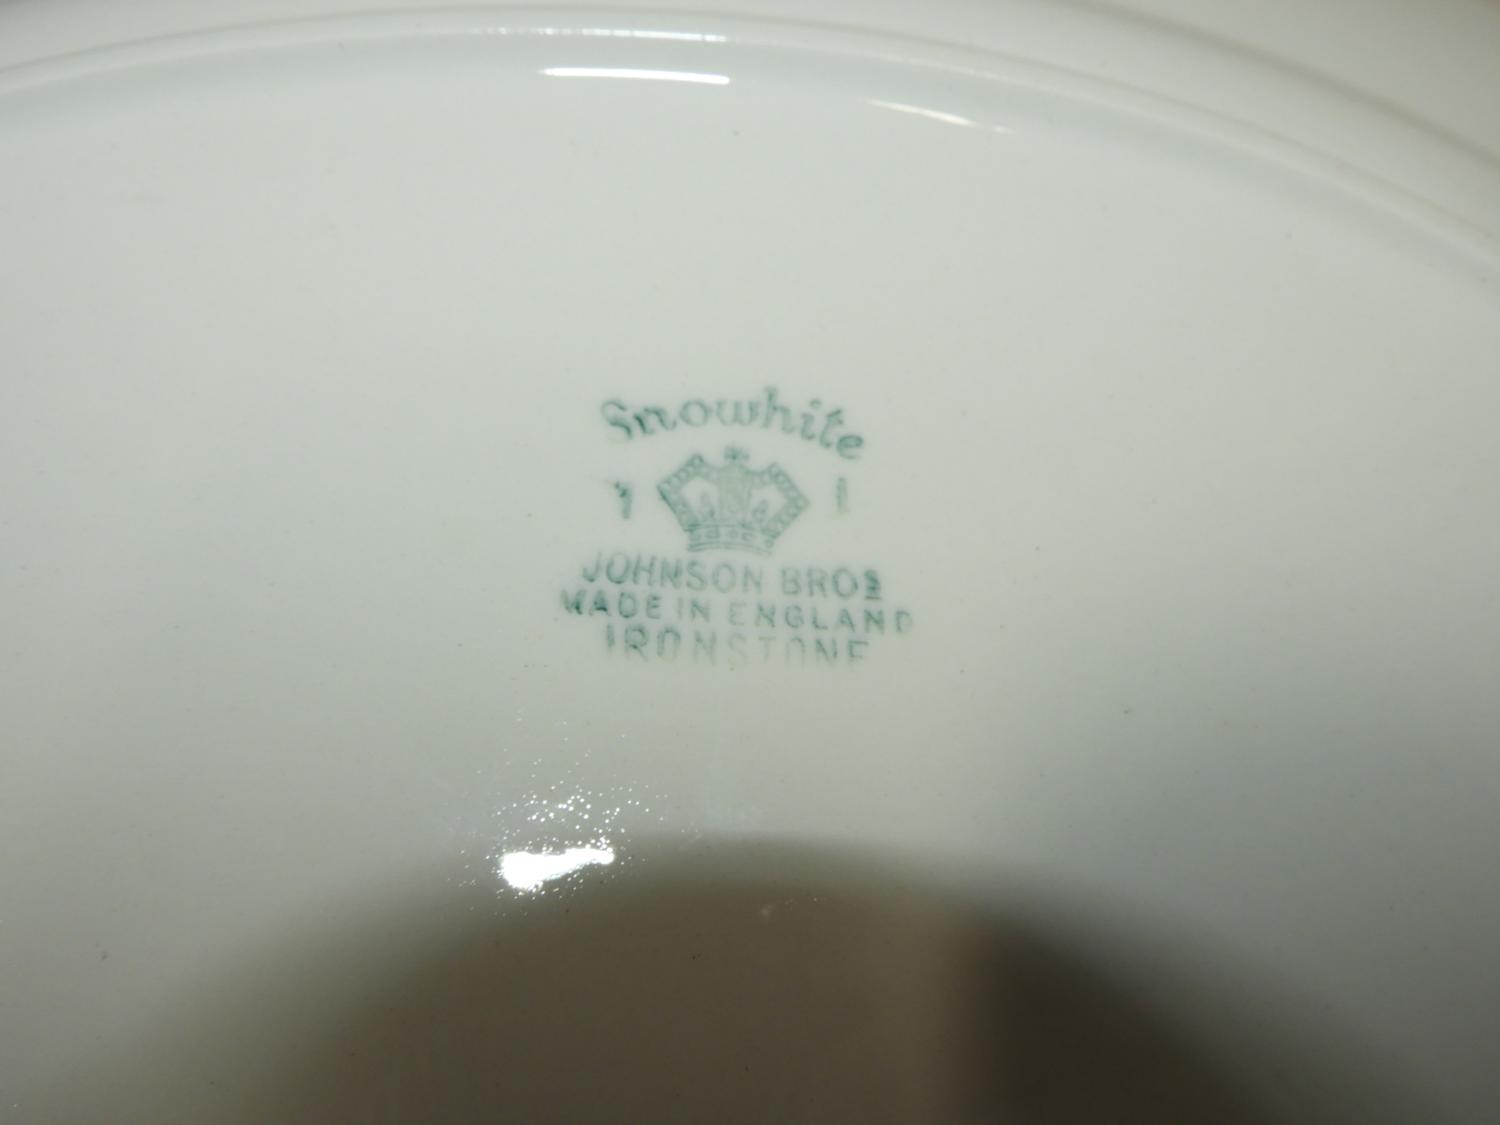 Snowhite
JOHNSON BROS
MADE IN ENGLAND
IRONSTONE